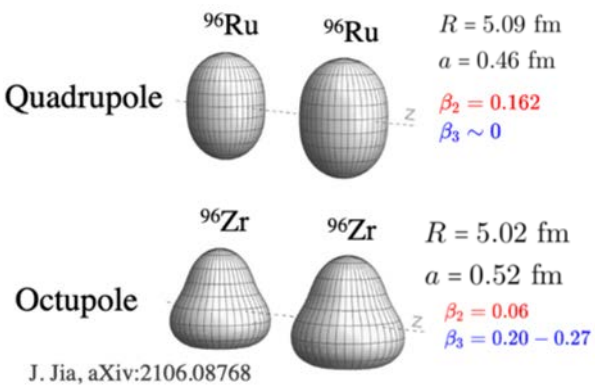 ⁹⁶Ru ⁹⁶Ru
R = 5.09 fm
a = 0.46 fm
Quadrupole
β₂ = 0.162
z
β₃ ~ 0
⁹⁶Zr ⁹⁶Zr
R = 5.02 fm
a = 0.52 fm
Octupole
β₂ = 0.06
z
β₃ = 0.20 − 0.27
J. Jia, aXiv:2106.08768